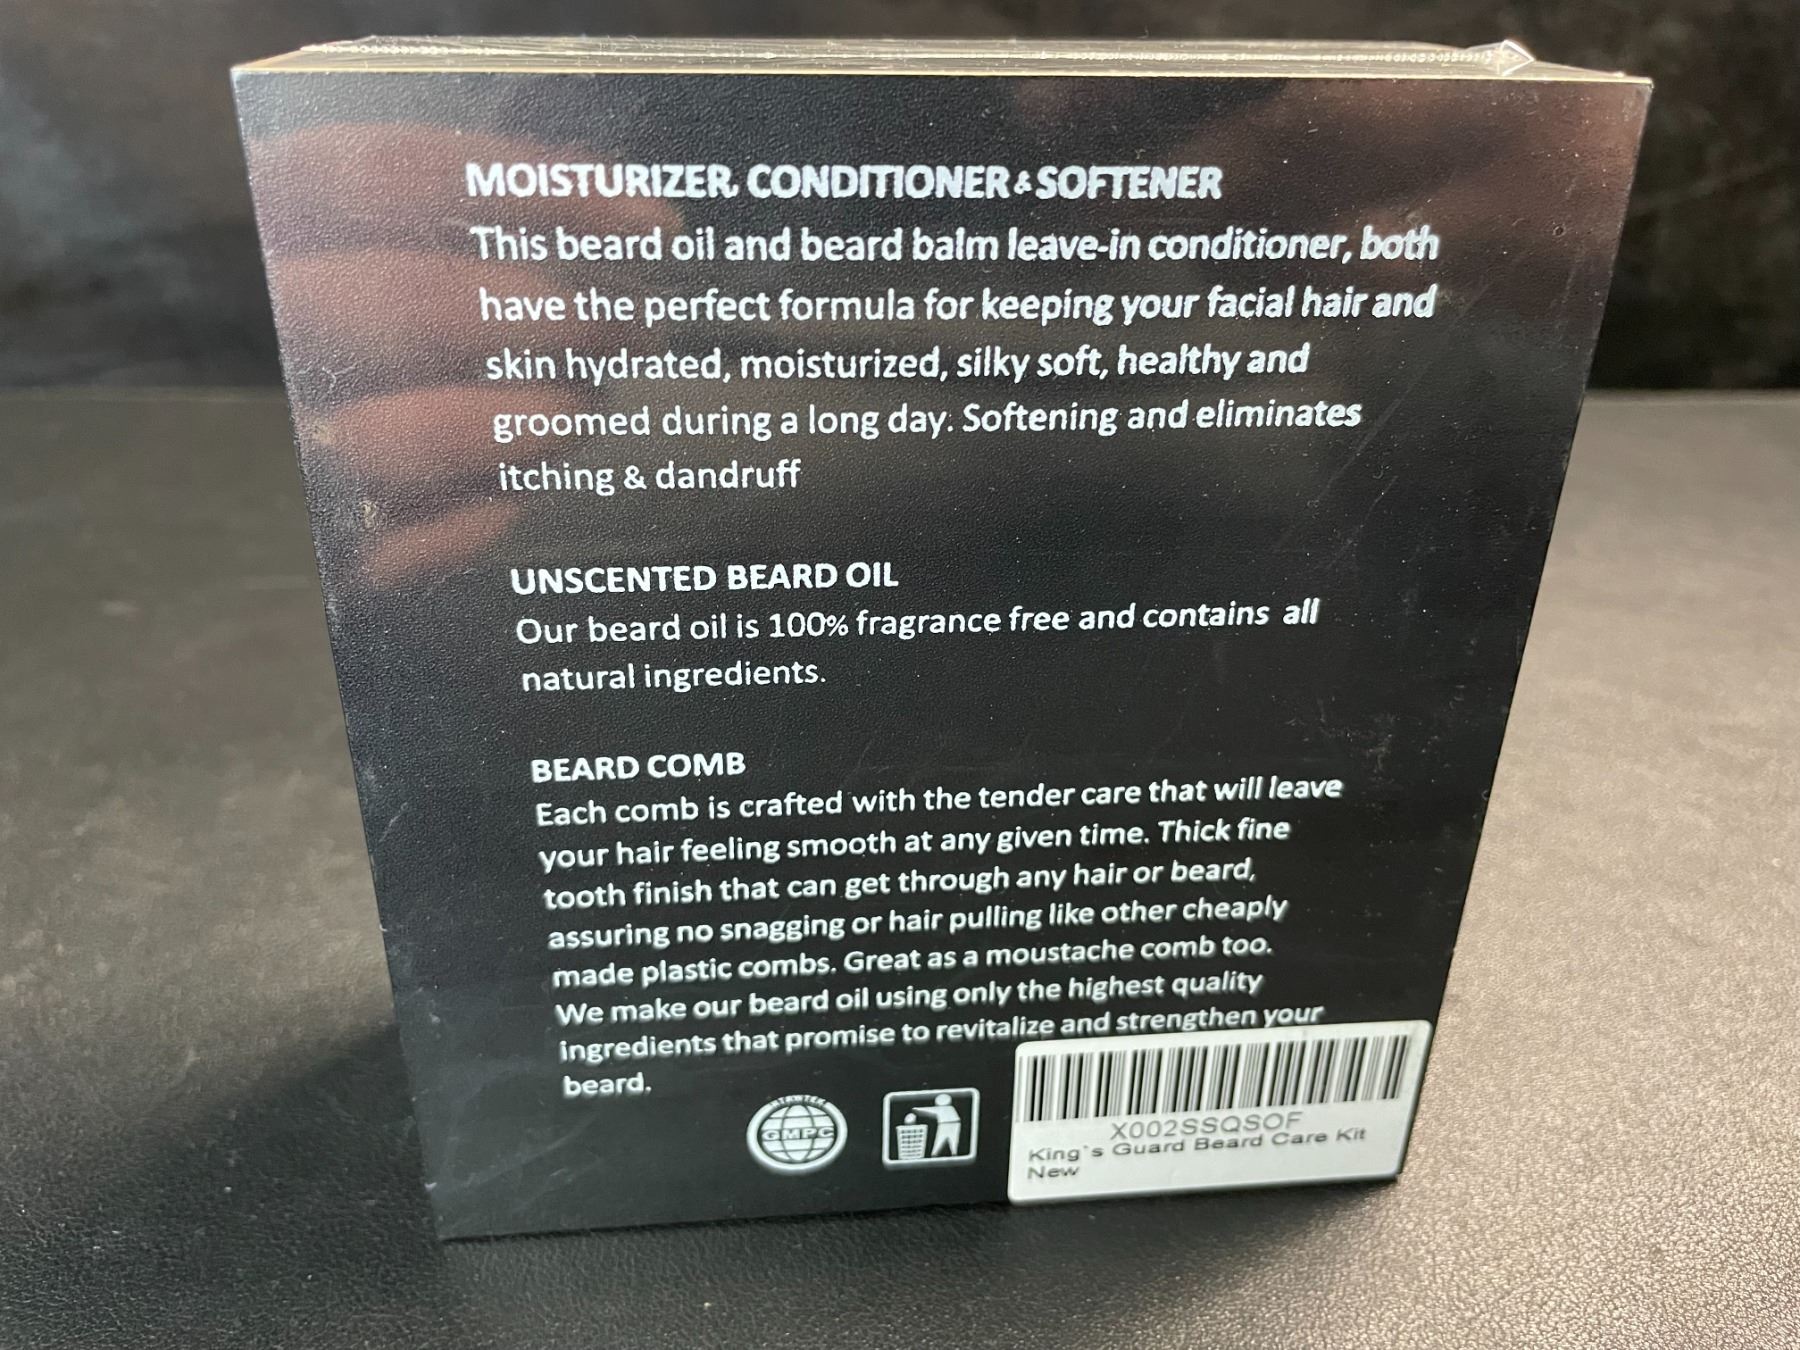 MOISTURIZER, CONDITIONER & SOFTENER
This beard oil and beard balm leave-in conditioner, both
have the perfect formula for keeping your facial hair and
skin hydrated, moisturized, silky soft, healthy and
groomed during a long day. Softening and eliminates
itching & dandruff
UNSCENTED BEARD OIL
Our beard oil is 100% fragrance free and contains all
natural ingredients.
BEARD COMB
Each comb is crafted with the tender care that will leave
your hair feeling smooth at any given time. Thick fine
tooth finish that can get through any hair or beard,
assuring no snagging or hair pulling like other cheaply
made plastic combs. Great as a moustache comb too.
We make our beard oil using only the highest quality
ingredients that promise to revitalize and strengthen your
beard.
GMPC
X002SSQSOF
King's Guard Beard Care Kit
New